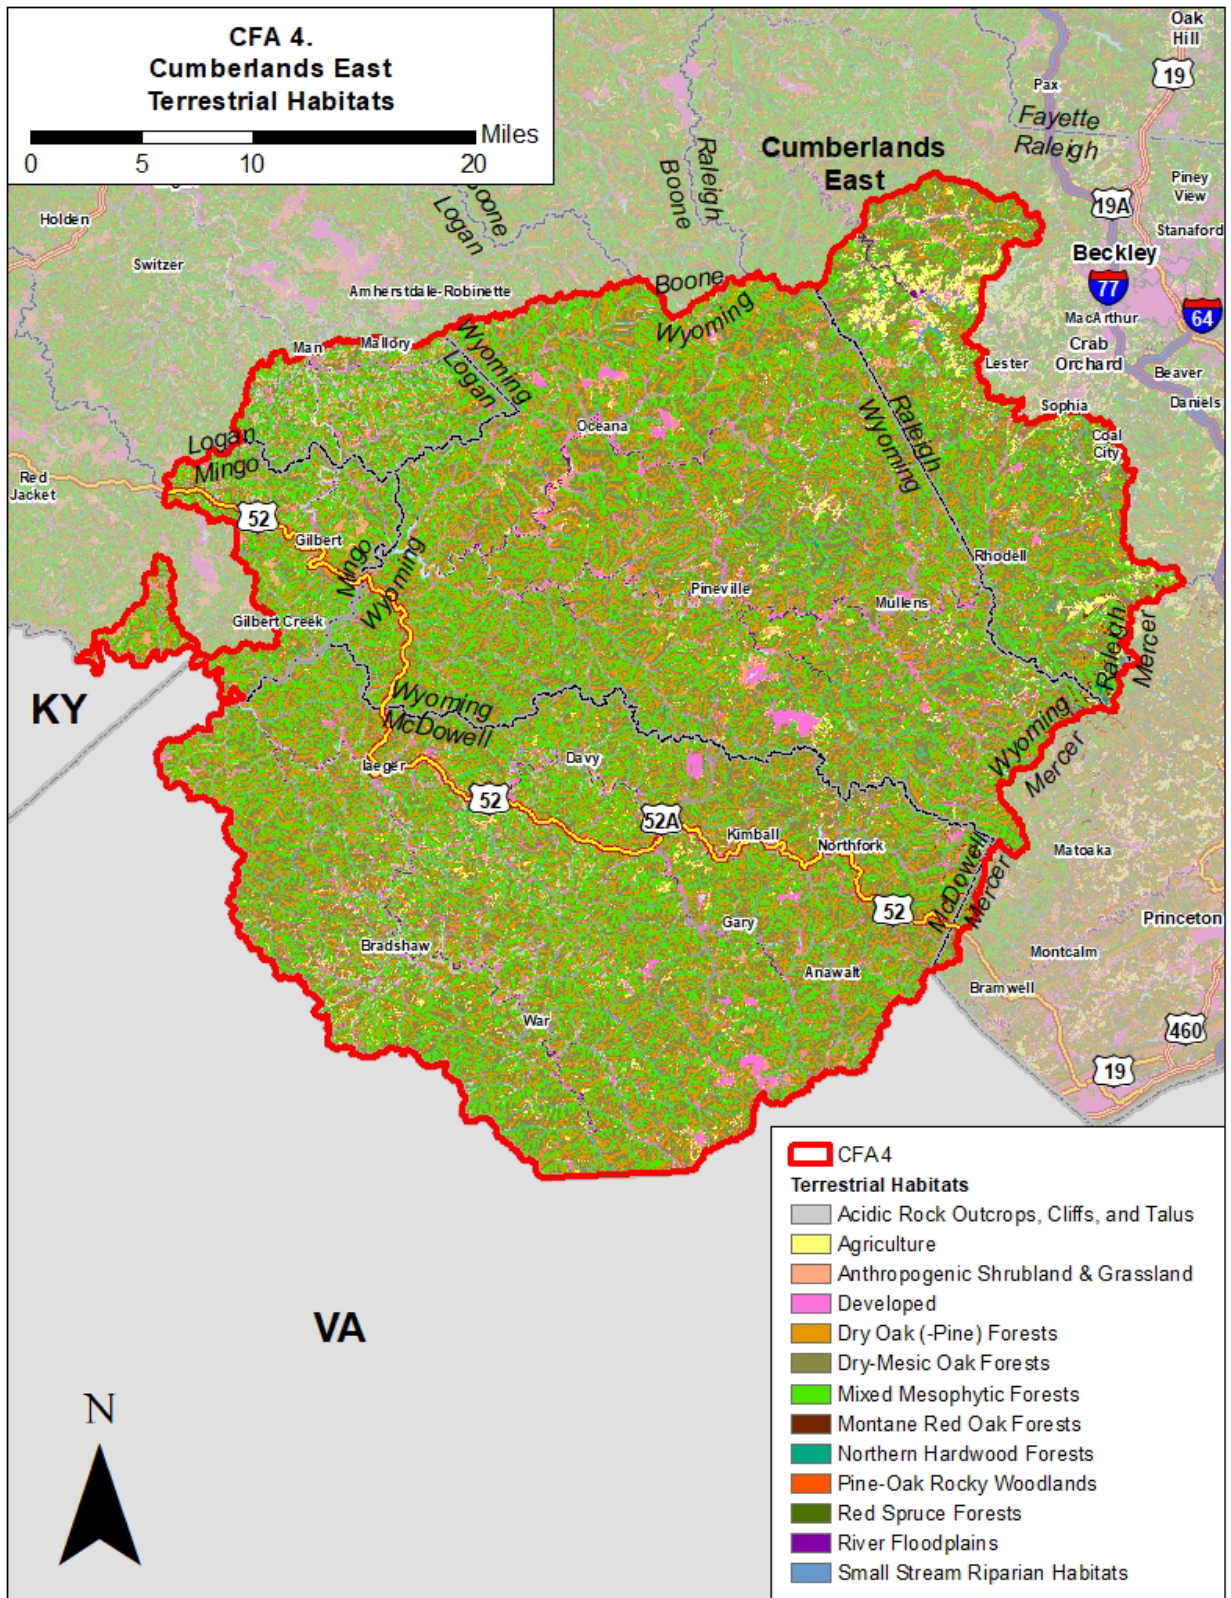 CFA 4.
Cumberlands East
Terrestrial Habitats
Miles
0 5 10 20
Oak
Hill
19
Pax
Fayette
Raleigh
Cumberlands
East
Raleigh
Boone
Boone
Logan
Piney
View
19A
Stanaford
Holden
Switzer
Beckley
77
64
MacArthur
Amherstdale-Robinette
Boone
Wyoming
Crab
Orchard
Lester
Beaver
Daniels
Man
Mallory
Wyoming
Logan
Sophia
Coal
City
Oceana
Raleigh
Wyoming
Logan
Mingo
Red
Jacket
52
Gilbert
Mingo
Wyoming
Rhodell
Pineville
Mullens
Gilbert Creek
Raleigh
Mercer
KY
Wyoming
McDowell
Wyoming
Mercer
Iaeger
Davy
52
52A
Kimball
Northfork
Matoaka
McDowell
Mercer
52
Gary
Princeton
Bradshaw
Montcalm
Anawalt
Bramwell
War
460
19
VA
N
CFA 4
Terrestrial Habitats
Acidic Rock Outcrops, Cliffs, and Talus
Agriculture
Anthropogenic Shrubland & Grassland
Developed
Dry Oak (-Pine) Forests
Dry-Mesic Oak Forests
Mixed Mesophytic Forests
Montane Red Oak Forests
Northern Hardwood Forests
Pine-Oak Rocky Woodlands
Red Spruce Forests
River Floodplains
Small Stream Riparian Habitats